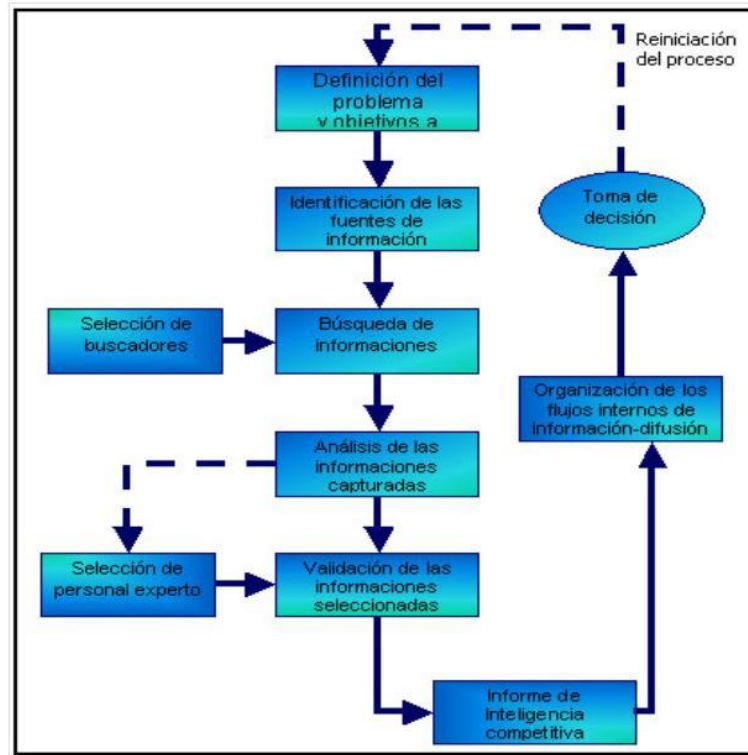 Reiniciación
del proceso
Definición del
problema
y objetivos a
Identificación de las
fuentes de
información
Toma de
decisión
Selección de
buscadores
Búsqueda de
informaciones
Organización de los
flujos internos de
información-difusión
Análisis de las
informaciones
capturadas
Selección de
personal experto
Validación de las
informaciones
seleccionadas
Informe de
Inteligencia
competitiva